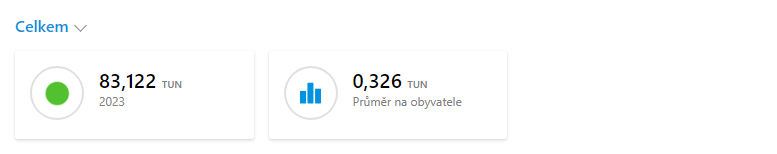 Celkem
83,122 TUN
2023
0,326 TUN
Průměr na obyvatele